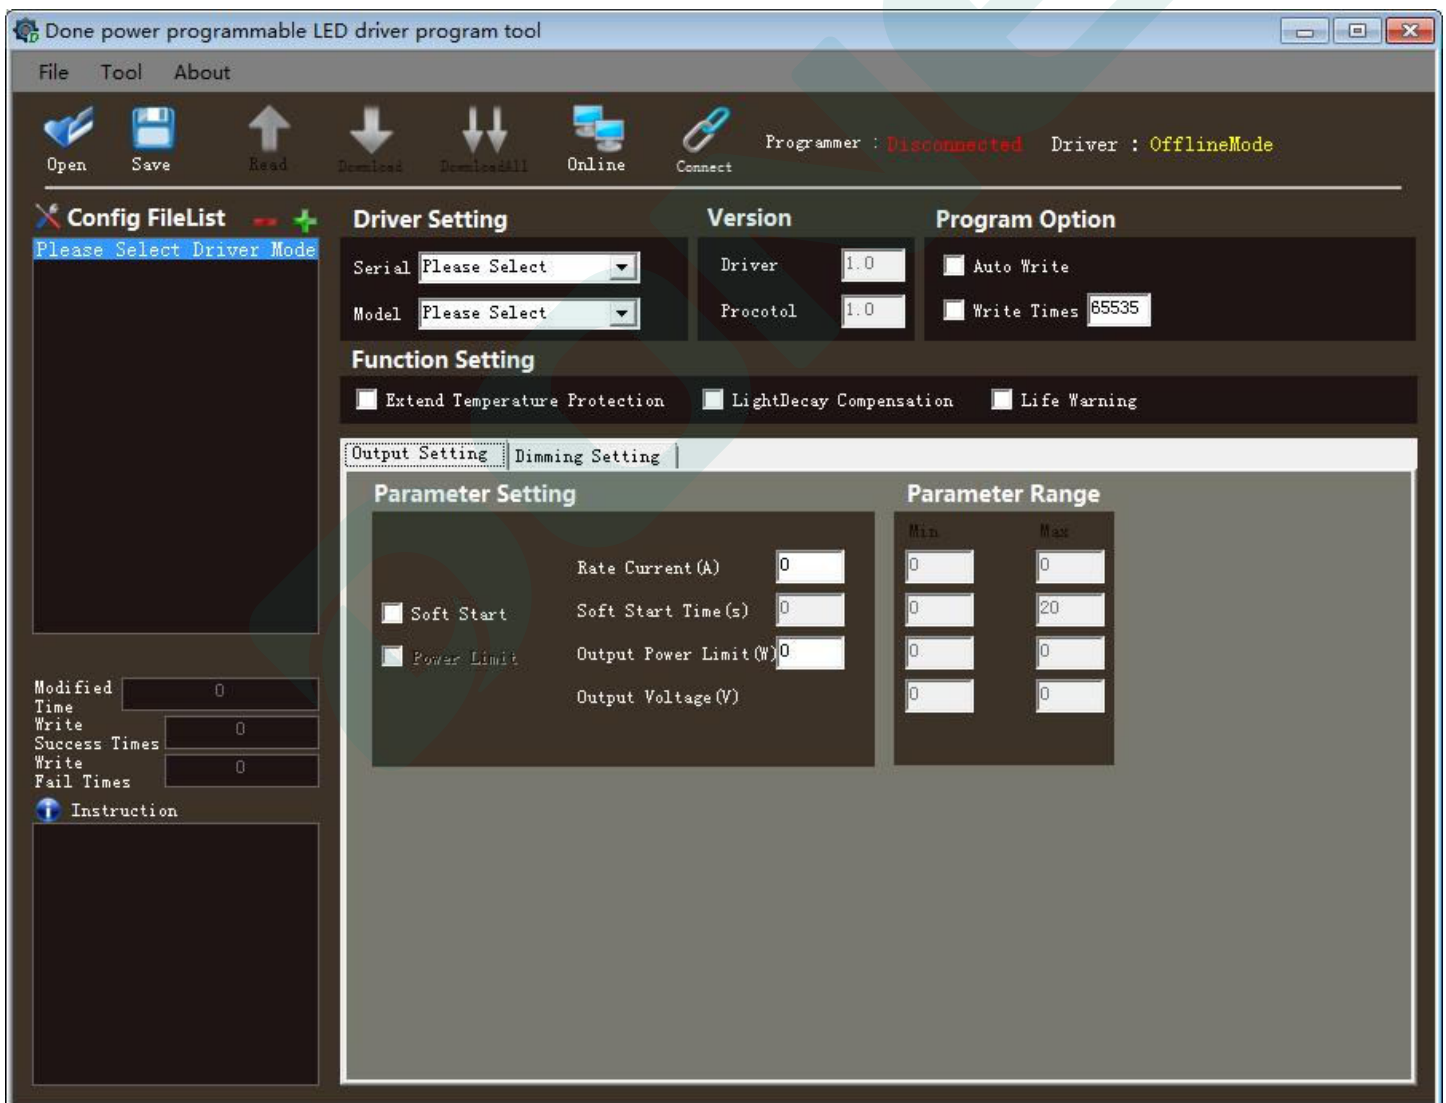 Done power programmable LED driver program tool
File Tool About
Open Save Read Download DownloadAll Online Connect Programmer : Disconnected Driver : OfflineMode
Config FileList
Please Select Driver Mode
Driver Setting
Serial Please Select
Model Please Select
Version
Driver 1.0
Procotol 1.0
Program Option
Auto Write
Write Times 65535
Function Setting
Extend Temperature Protection LightDecay Compensation Life Warning
Output Setting Dimming Setting
Parameter Setting
Rate Current(A) 0
Soft Start Soft Start Time(s) 0
Power Limit Output Power Limit(W) 0
Output Voltage(V)
Parameter Range
Min Max
0 0
0 20
0 0
0 0
Modified
Time 0
Write
Success Times 0
Write
Fail Times 0
Instruction